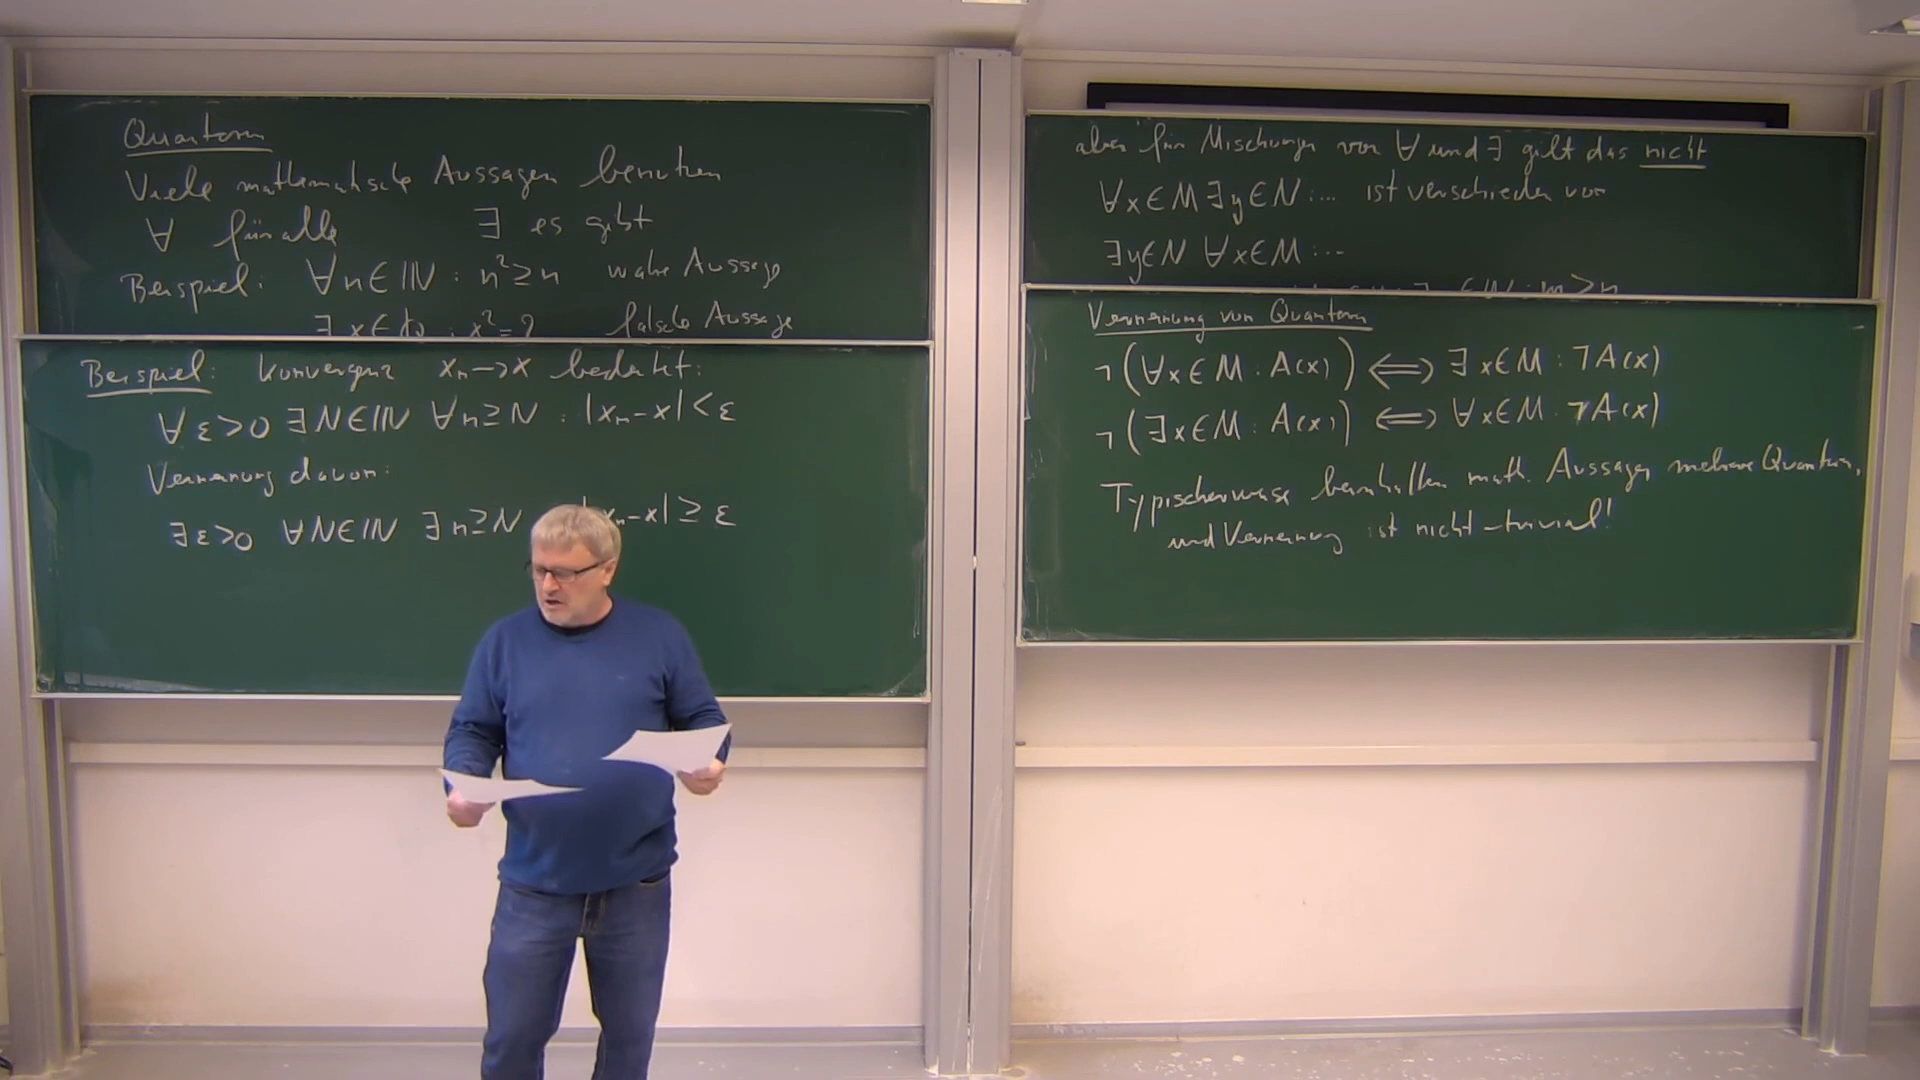 Quantoren
Viele mathematische Aussagen benutzen
∀ für alle ∃ es gibt
Beispiel: ∀n∈ℕ : n²≥n wahre Aussage
: x²=2 falsche Aussage
Beispiel: Konvergenz xₙ→x bedeutet:
∀ε>0 ∃N∈ℕ ∀n≥N : |xₙ-x|<ε
Verneinung davon:
∃ε>0 ∀N∈ℕ ∃n≥N xₙ-x|≥ε
aber für Mischungen von ∀ und ∃ gilt das nicht
∀x∈M ∃y∈N : ... ist verschieden von
∃y∈N ∀x∈M : ...
∈ℕ : m>n
Verneinung von Quantoren
¬(∀x∈M : A(x)) ⟺ ∃x∈M : ¬A(x)
¬(∃x∈M : A(x)) ⟺ ∀x∈M : ¬A(x)
Typischerweise beinhalten math. Aussagen mehrere Quantoren,
und Verneinung ist nicht-trivial!